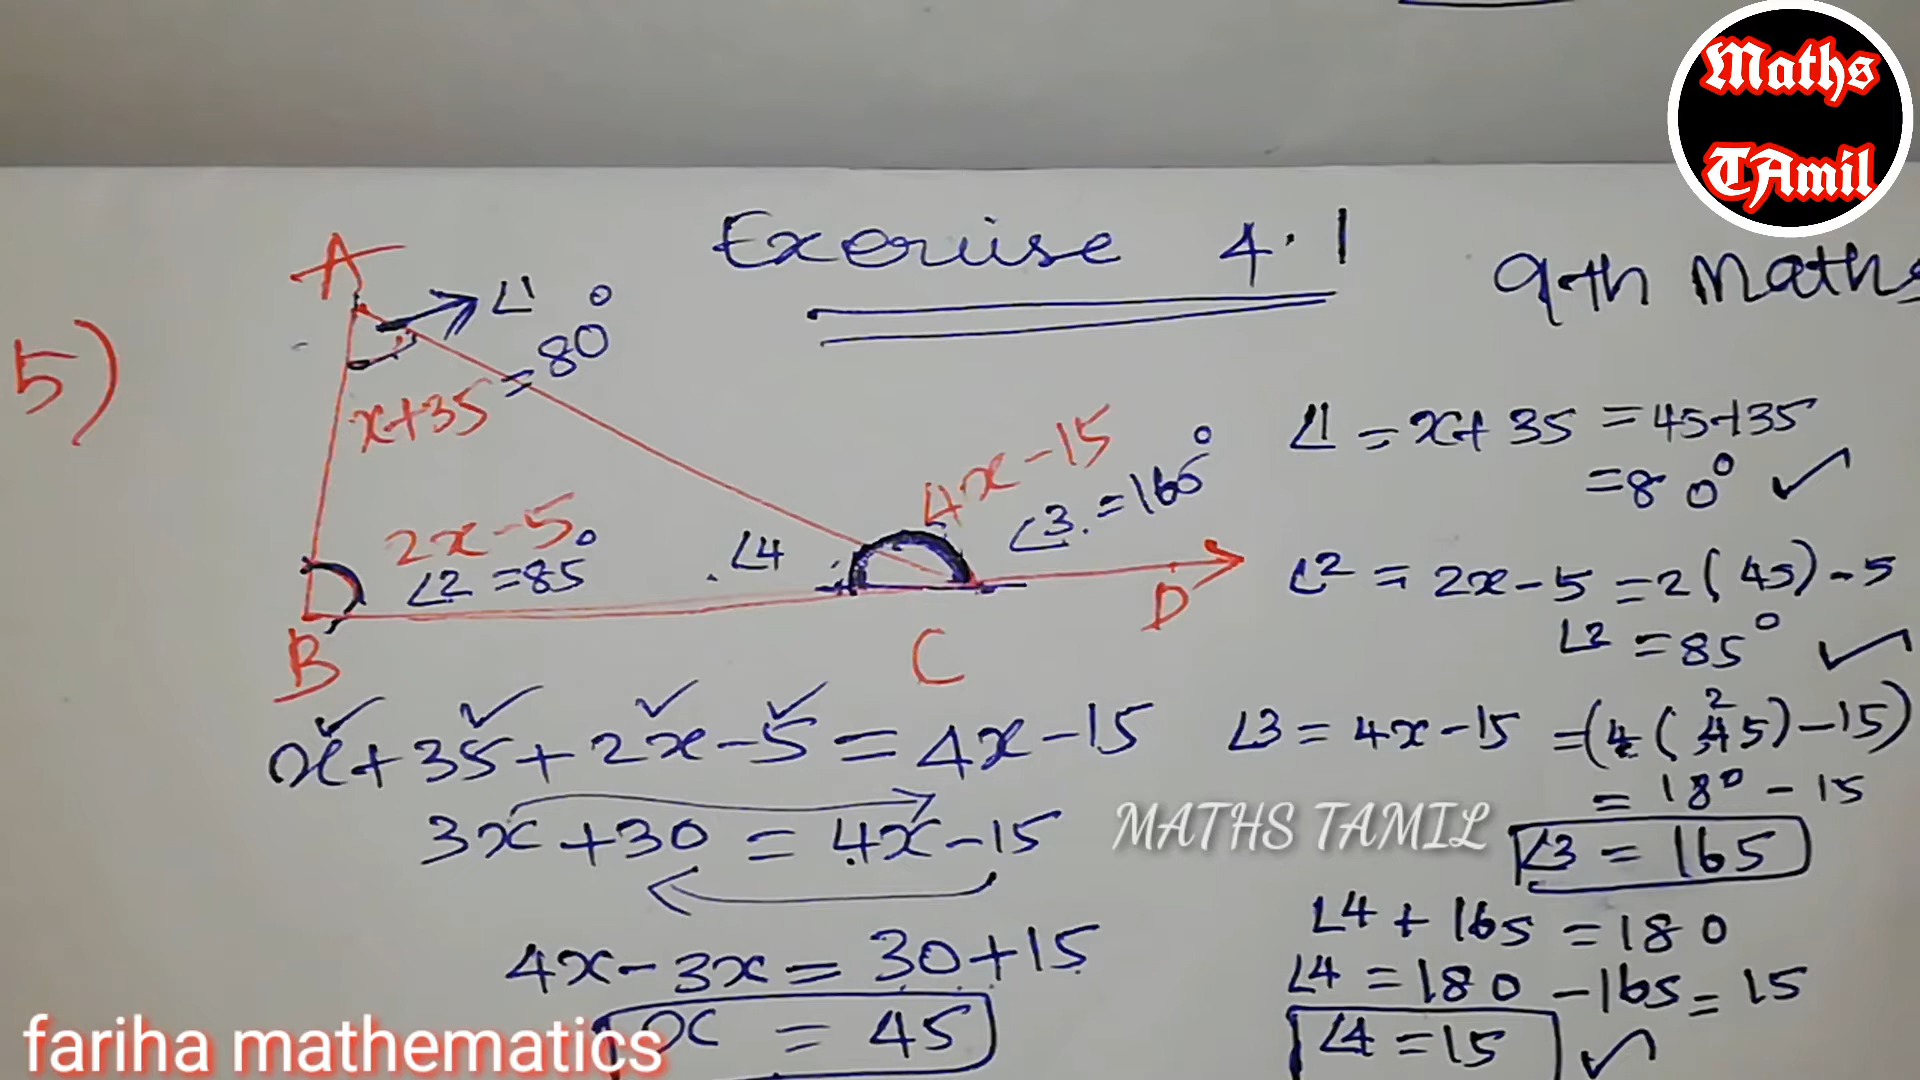 Maths
TAmil
Exercise 4.1
9th Maths
5)
A
∠1
= 80°
x+35
2x-5
∠2 = 85°
∠4
4x-15
∠3. = 165°
B
C
D
x+35+2x-5 = 4x-15
3x+30 = 4x-15
4x-3x = 30+15
x = 45
∠1 = x+35 = 45+35
= 80°
∠2 = 2x-5 = 2(45)-5
∠2 = 85°
∠3 = 4x-15 = (4(45)-15)
= 180-15
∠3 = 165
∠4 + 165 = 180
∠4 = 180 - 165 = 15
∠4 = 15
MATHS TAMIL
fariha mathematics